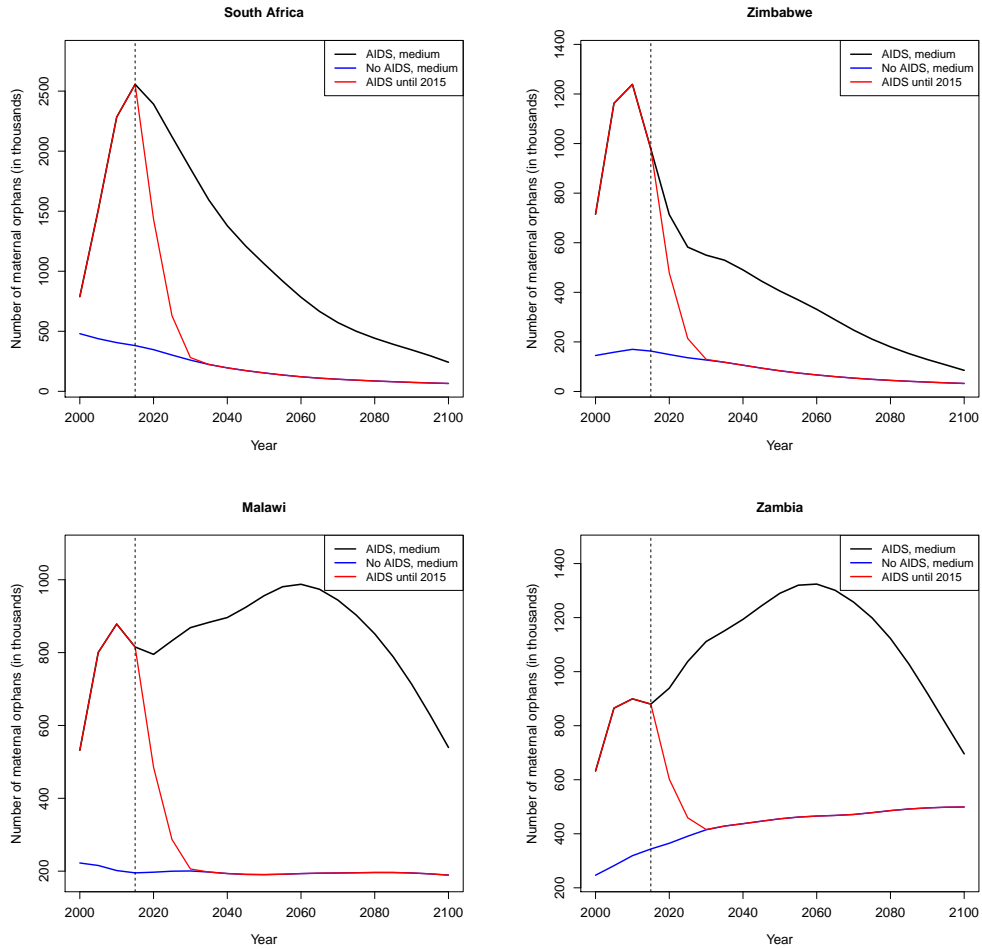 South Africa
Number of maternal orphans (in thousands)
0
500
1000
1500
2000
2500
AIDS, medium
No AIDS, medium
AIDS until 2015
2000
2020
2040
2060
2080
2100
Year
Zimbabwe
Number of maternal orphans (in thousands)
0
200
400
600
800
1000
1200
1400
AIDS, medium
No AIDS, medium
AIDS until 2015
2000
2020
2040
2060
2080
2100
Year
Malawi
Number of maternal orphans (in thousands)
200
400
600
800
1000
AIDS, medium
No AIDS, medium
AIDS until 2015
2000
2020
2040
2060
2080
2100
Year
Zambia
Number of maternal orphans (in thousands)
200
400
600
800
1000
1200
1400
AIDS, medium
No AIDS, medium
AIDS until 2015
2000
2020
2040
2060
2080
2100
Year